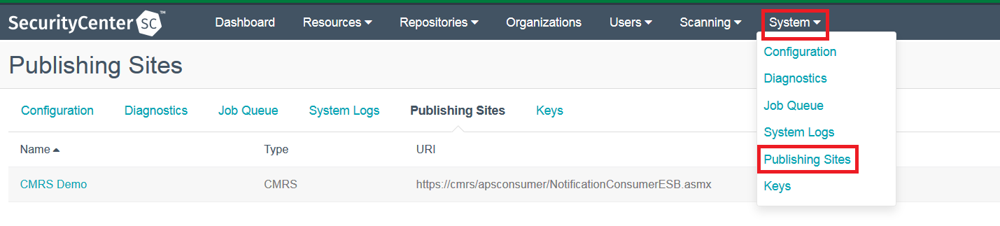 SecurityCenter SC™ Dashboard Resources Repositories Organizations Users Scanning System
Publishing Sites
Configuration
Diagnostics
Job Queue
System Logs
Publishing Sites
Keys
Configuration Diagnostics Job Queue System Logs Publishing Sites Keys
Name Type URI
CMRS Demo CMRS https://cmrs/apsconsumer/NotificationConsumerESB.asmx